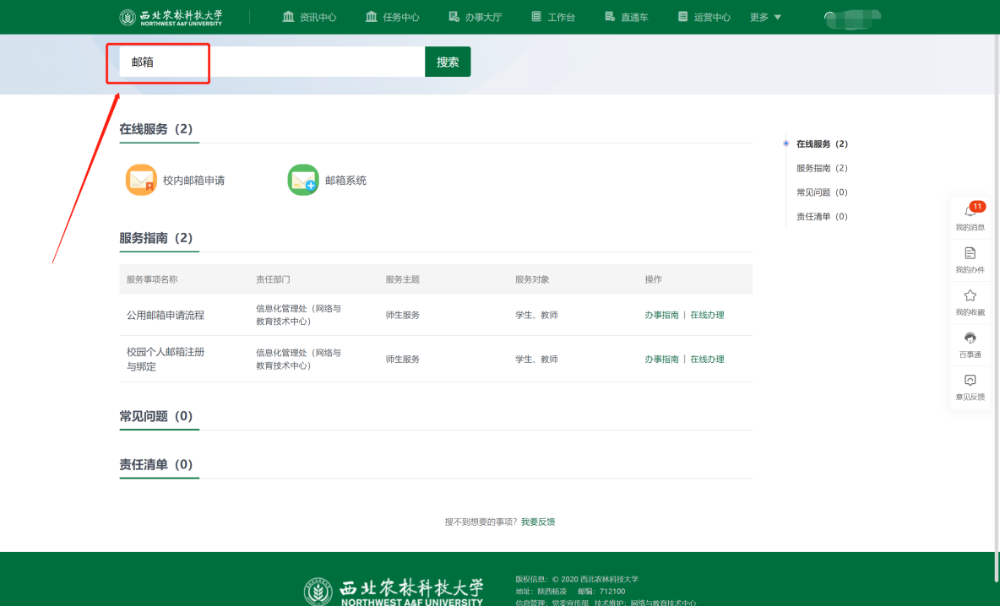 西北农林科技大学
NORTHWEST A&F UNIVERSITY
资讯中心 任务中心 办事大厅 工作台 直通车 运营中心 更多
邮箱 搜索
在线服务（2）
校内邮箱申请 邮箱系统
服务指南（2）
服务事项名称 责任部门 服务主题 服务对象 操作
公用邮箱申请流程 信息化管理处（网络与
教育技术中心） 师生服务 学生、教师 办事指南 | 在线办理
校园个人邮箱注册
与绑定 信息化管理处（网络与
教育技术中心） 师生服务 学生、教师 办事指南 | 在线办理
常见问题（0）
责任清单（0）
搜不到想要的事项？ 我要反馈
在线服务（2）
服务指南（2）
常见问题（0）
责任清单（0）
11
我的消息
我的办件
我的收藏
百事通
意见反馈
西北农林科技大学
NORTHWEST A&F UNIVERSITY
版权信息：© 2020 西北农林科技大学
地址：陕西杨凌 邮编：712100
信息管理：党委宣传部 技术维护：网络与教育技术中心